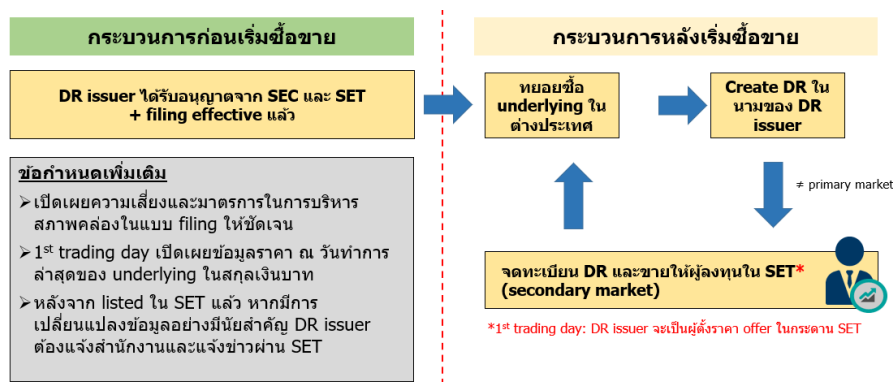 กระบวนการก่อนเริ่มซื้อขาย
DR issuer ได้รับอนุญาตจาก SEC และ SET
+ filing effective แล้ว
ข้อกำหนดเพิ่มเติม
➢เปิดเผยความเสี่ยงและมาตรการในการบริหาร
สภาพคล่องในแบบ filing ให้ชัดเจน
➢1st trading day เปิดเผยข้อมูลราคา ณ วันทำการ
ล่าสุดของ underlying ในสกุลเงินบาท
➢หลังจาก listed ใน SET แล้ว หากมีการ
เปลี่ยนแปลงข้อมูลอย่างมีนัยสำคัญ DR issuer
ต้องแจ้งสำนักงานและแจ้งข่าวผ่าน SET
กระบวนการหลังเริ่มซื้อขาย
ทยอยซื้อ
underlying ใน
ต่างประเทศ
Create DR ใน
นามของ DR
issuer
≠ primary market
จดทะเบียน DR และขายให้ผู้ลงทุนใน SET*
(secondary market)
*1st trading day: DR issuer จะเป็นผู้ตั้งราคา offer ในกระดาน SET